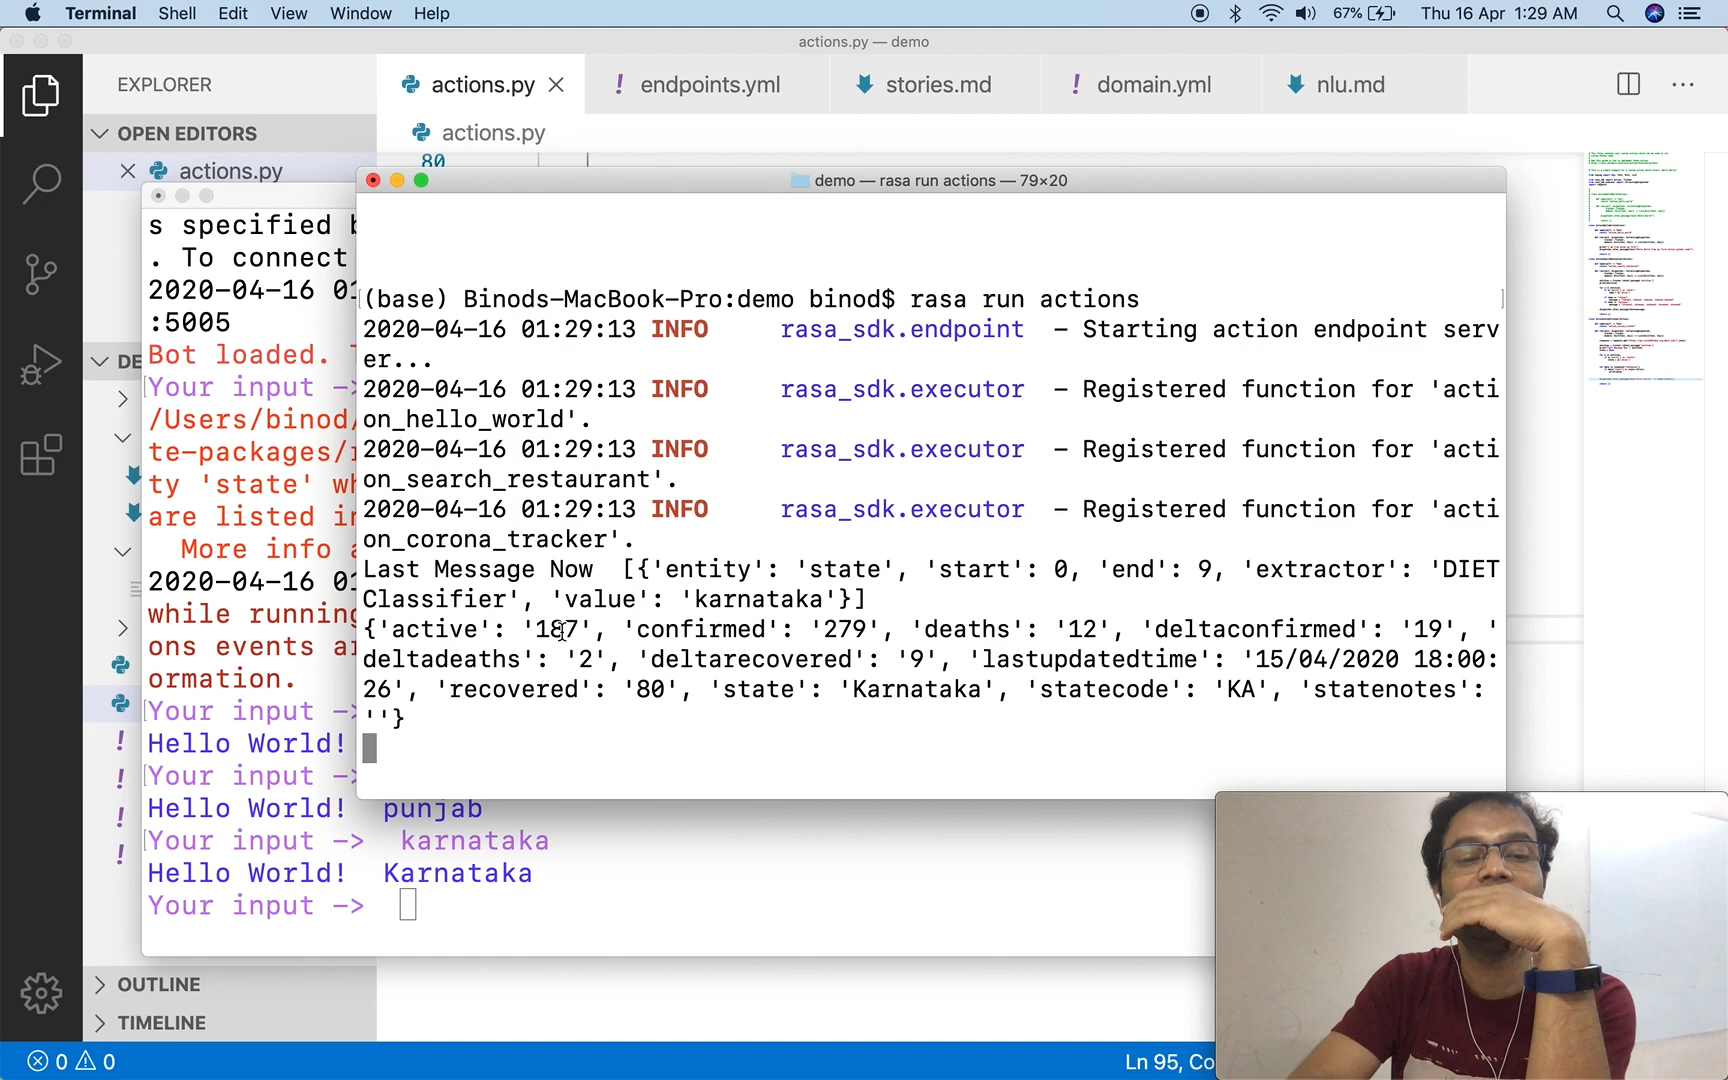 Terminal Shell Edit View Window Help 67% Thu 16 Apr 1:29 AM
actions.py — demo
EXPLORER
actions.py
endpoints.yml
stories.md
domain.yml
nlu.md
OPEN EDITORS
actions.py
actions.py
80
demo — rasa run actions — 79×20
s specified
. To connect
2020-04-16 01
:5005
Bot loaded.
Your input ->
/Users/binod/
te-packages/
ty 'state' wh
are listed in
More info a
2020-04-16 01
while running
ons events ar
ormation.
Your input ->
Hello World!
Your input ->
Hello World! punjab
Your input -> karnataka
Hello World! Karnataka
Your input ->
(base) Binods-MacBook-Pro:demo binod$ rasa run actions
2020-04-16 01:29:13 INFO rasa_sdk.endpoint - Starting action endpoint serv
er...
2020-04-16 01:29:13 INFO rasa_sdk.executor - Registered function for 'acti
on_hello_world'.
2020-04-16 01:29:13 INFO rasa_sdk.executor - Registered function for 'acti
on_search_restaurant'.
2020-04-16 01:29:13 INFO rasa_sdk.executor - Registered function for 'acti
on_corona_tracker'.
Last Message Now [{'entity': 'state', 'start': 0, 'end': 9, 'extractor': 'DIET
Classifier', 'value': 'karnataka'}]
{'active': '187', 'confirmed': '279', 'deaths': '12', 'deltaconfirmed': '19', '
deltadeaths': '2', 'deltarecovered': '9', 'lastupdatedtime': '15/04/2020 18:00:
26', 'recovered': '80', 'state': 'Karnataka', 'statecode': 'KA', 'statenotes':
''}
DE
OUTLINE
TIMELINE
0 0
Ln 95, Co